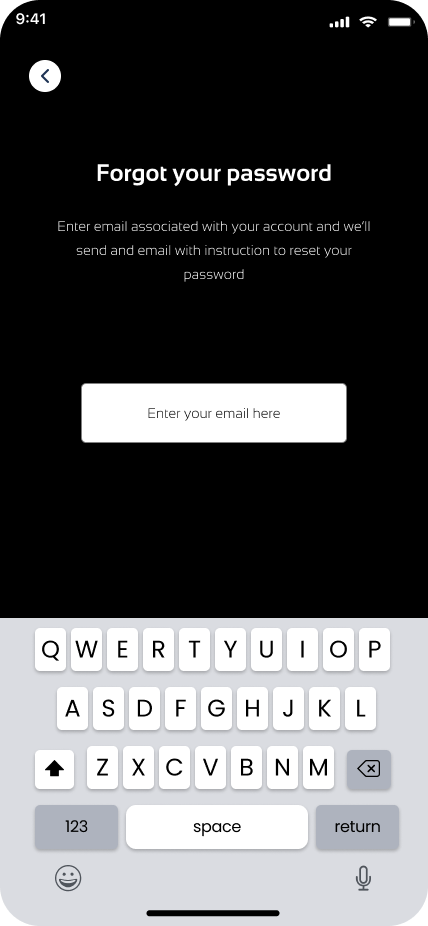 9:41
Forgot your password
Enter email associated with your account and we'll
send and email with instruction to reset your
password
Enter your email here
Q W E R T Y U I O P
A S D F G H J K L
Z X C V B N M
123 space return